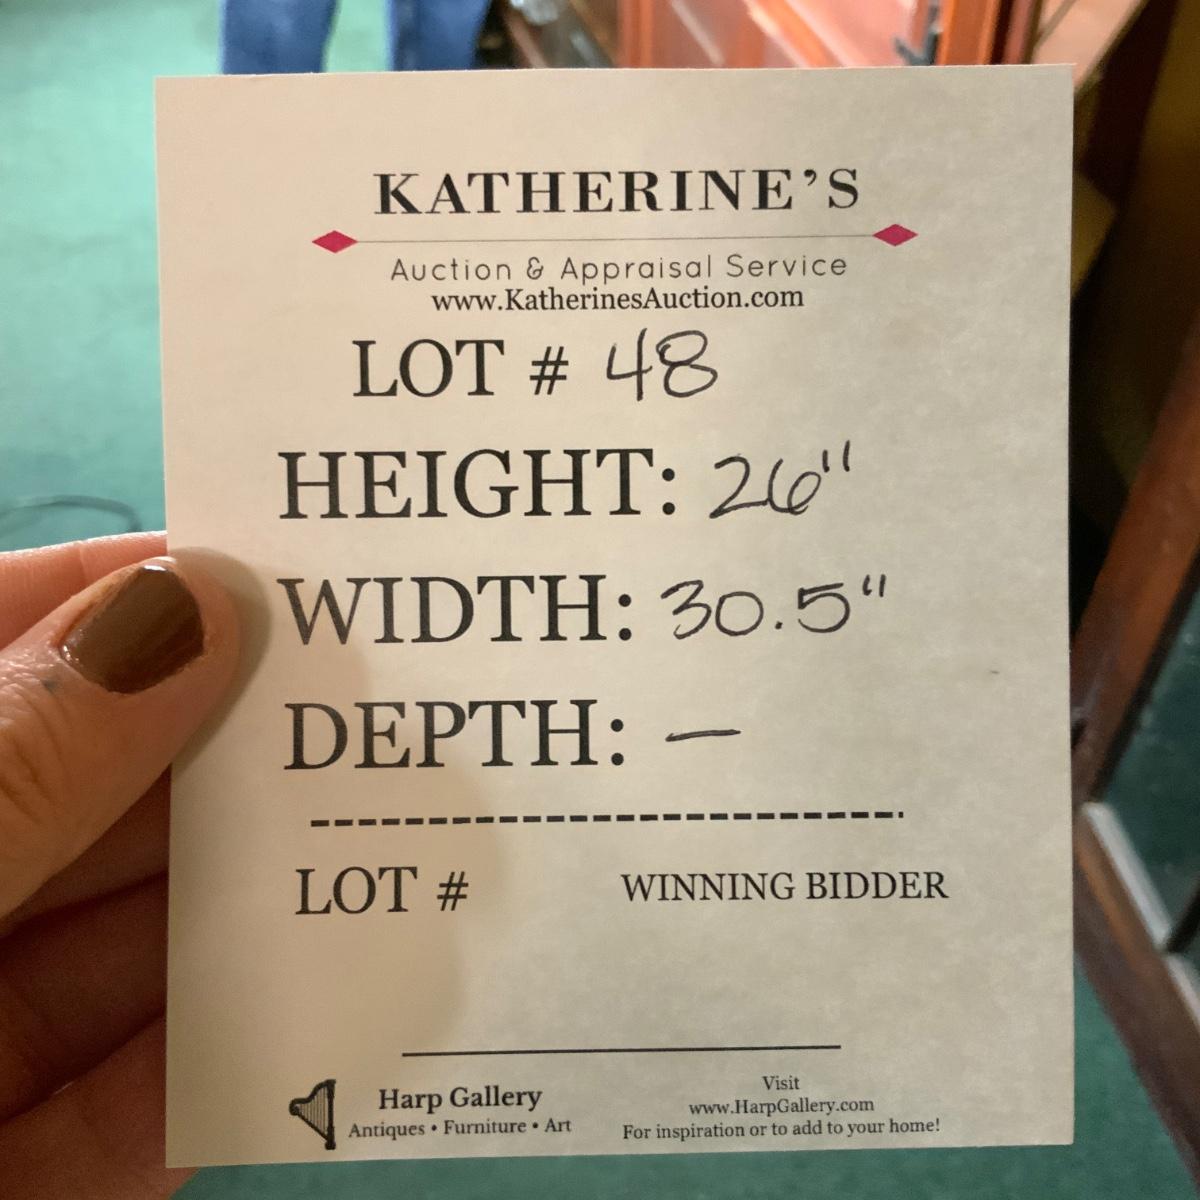 KATHERINE'S
Auction & Appraisal Service
www.KatherinesAuction.com
LOT # 48
HEIGHT: 26"
WIDTH: 30.5"
DEPTH: —
LOT # WINNING BIDDER
Harp Gallery
Antiques • Furniture • Art
Visit
www.HarpGallery.com
For inspiration or to add to your home!